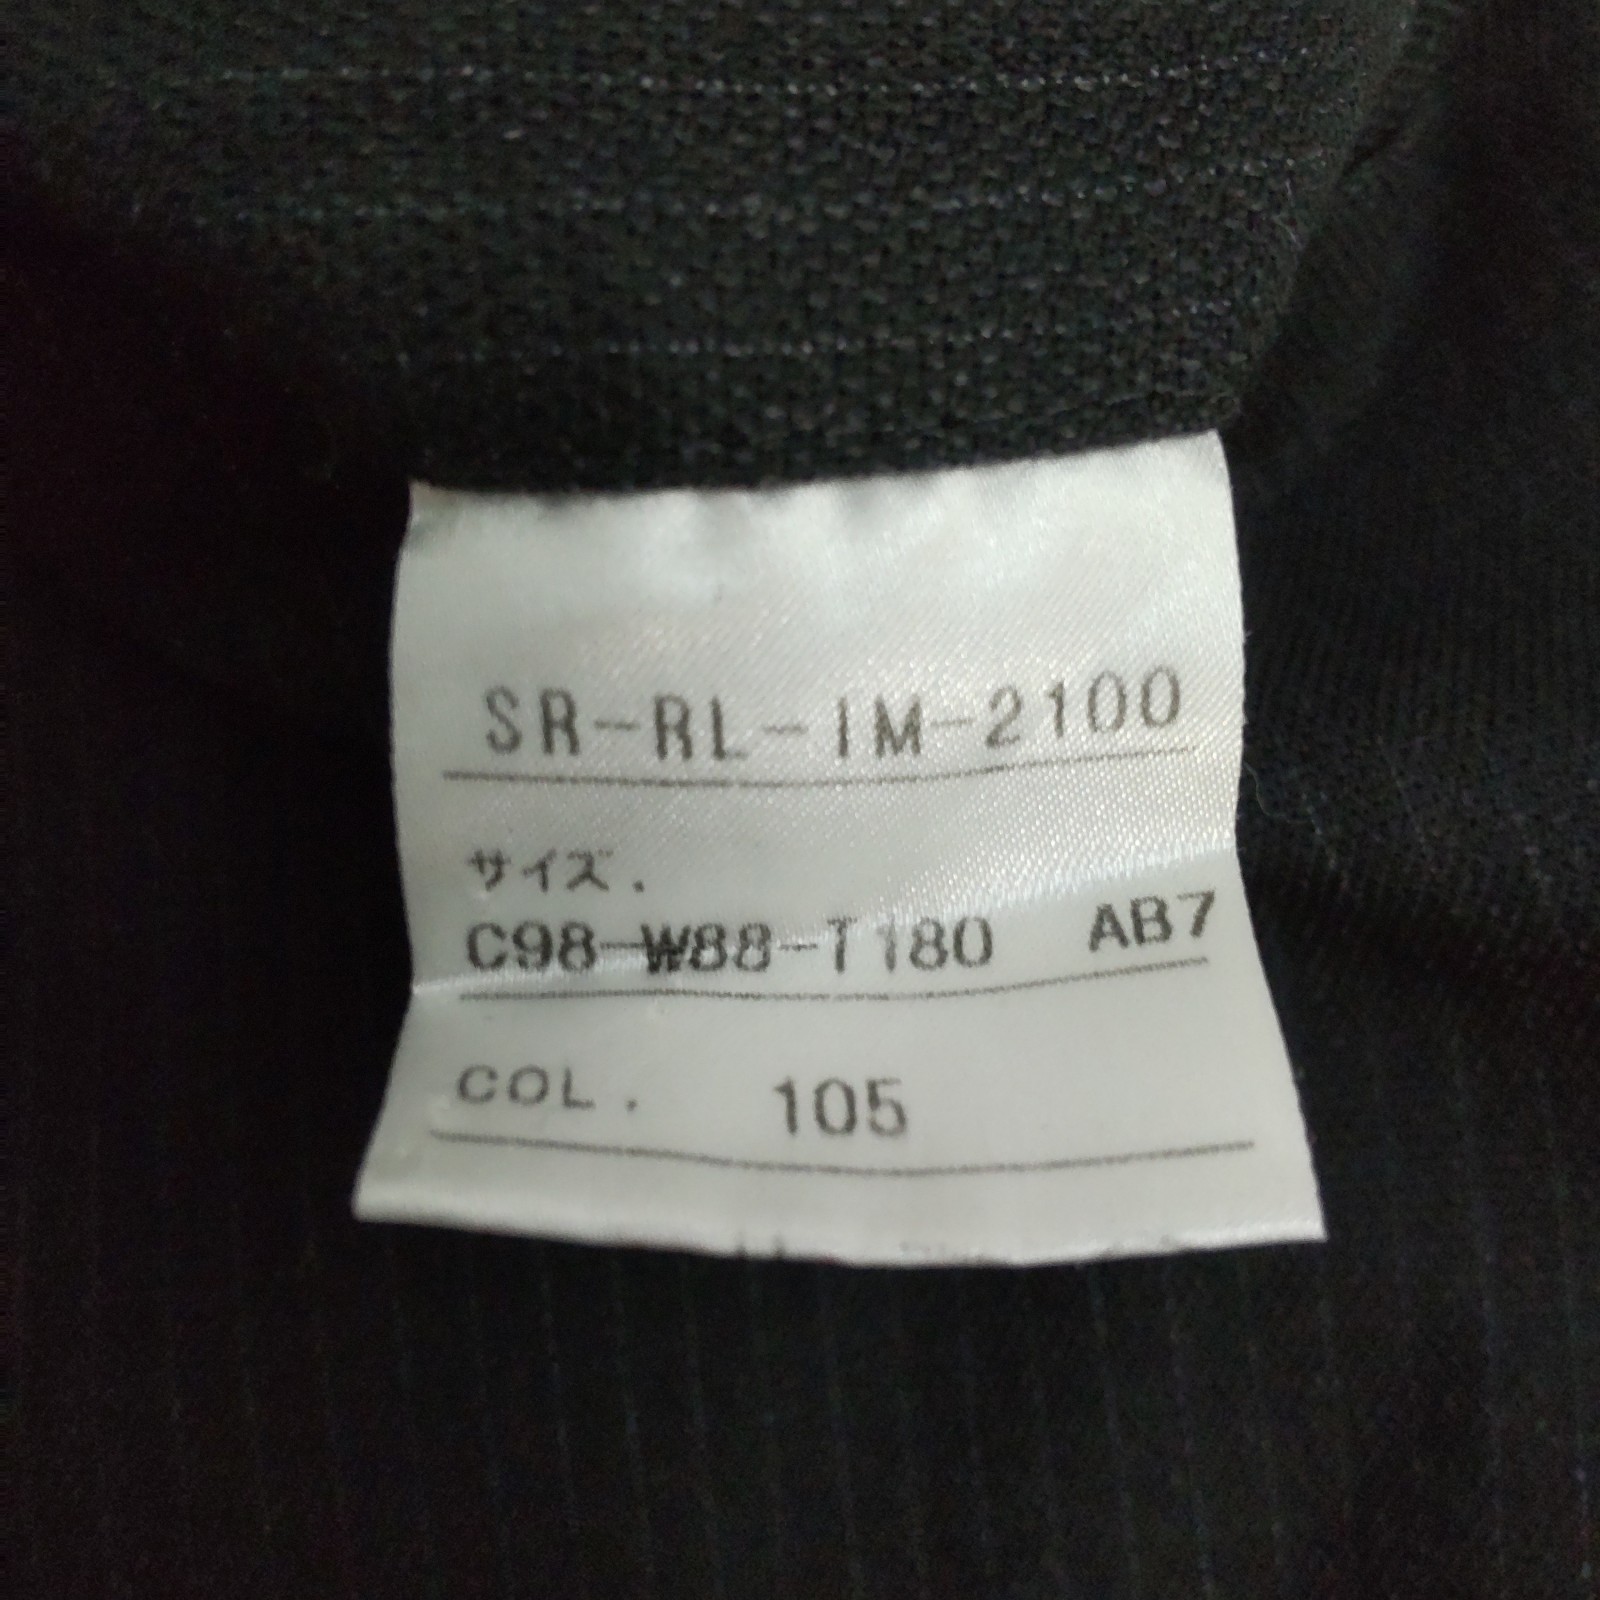 SR-RL-IM-2100
サイズ.
C98-W88-T180 AB7
COL. 105